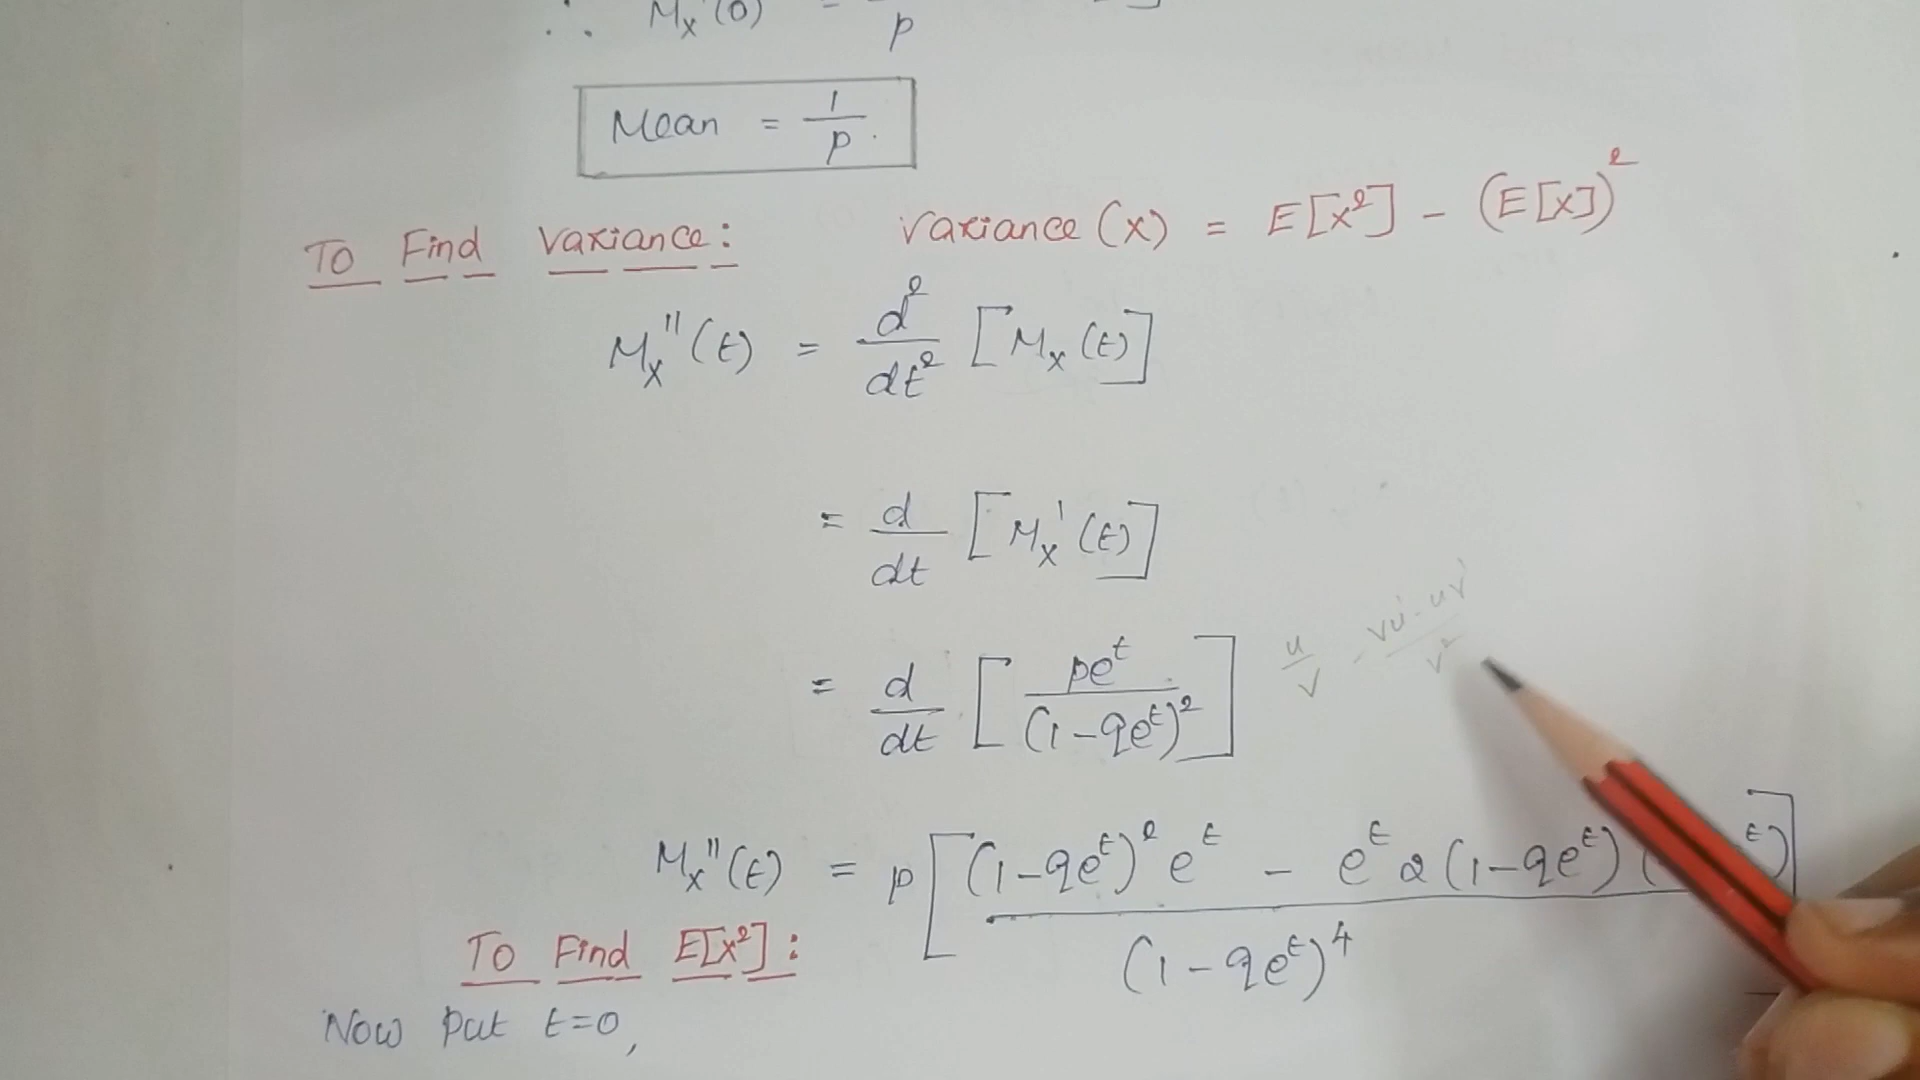 ∴ Mx'(0) = p
Mean = 1/p.
To Find Variance: Variance (x) = E[x²] - (E[x])²
Mx''(t) = d²/dt² [Mx(t)]
= d/dt [Mx'(t)]
= d/dt [pe^t/(1-qe^t)²] u/v - vu'-uv'/v²
Mx''(t) = p[(1-qe^t)² e^t - e^t 2(1-qe^t)( t)/(1-qe^t)⁴]
To Find E[x²]:
Now put t=0,